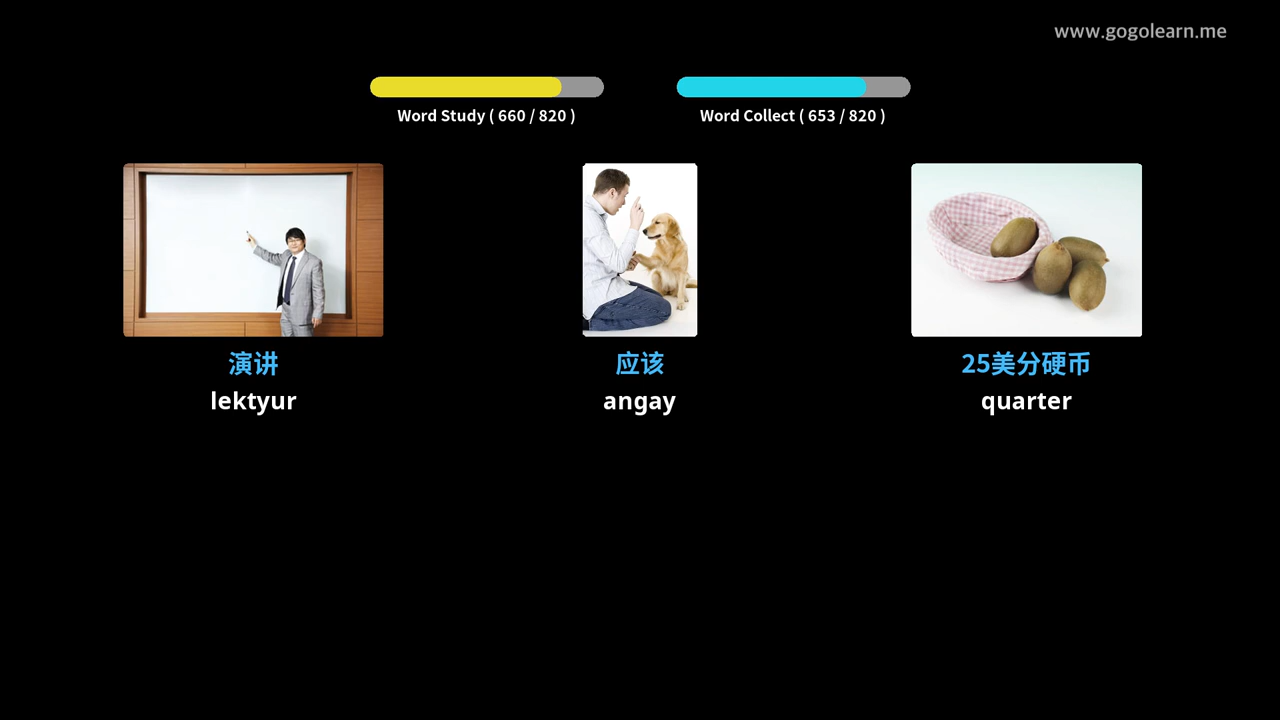 www.gogolearn.me
Word Study ( 660 / 820 )
Word Collect ( 653 / 820 )
演讲
lektyur
应该
angay
25美分硬币
quarter